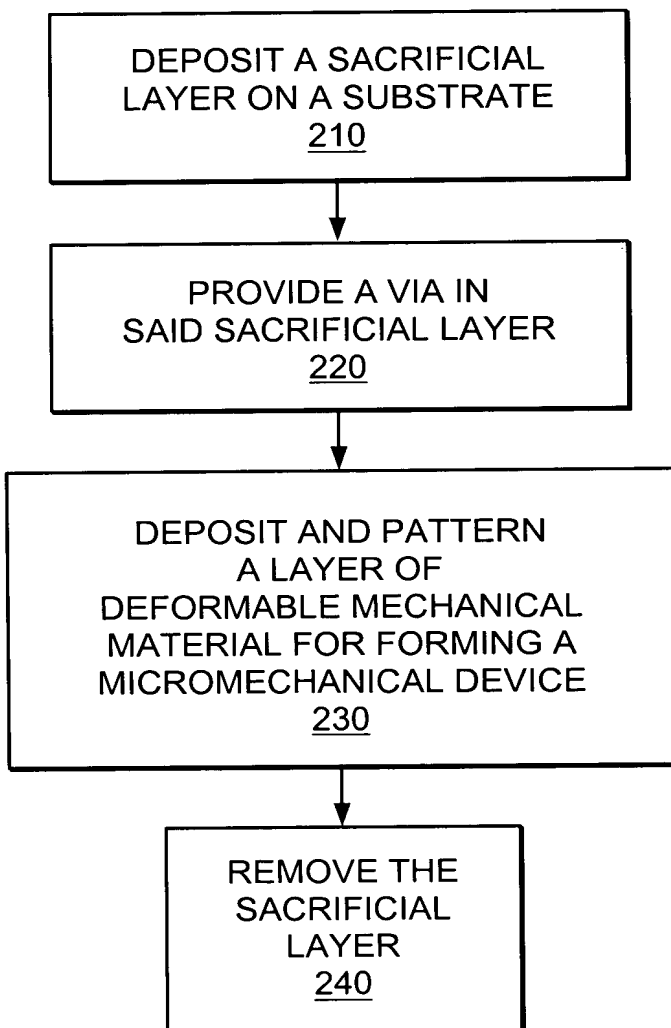 DEPOSIT A SACRIFICIAL
LAYER ON A SUBSTRATE
210
PROVIDE A VIA IN
SAID SACRIFICIAL LAYER
220
DEPOSIT AND PATTERN
A LAYER OF
DEFORMABLE MECHANICAL
MATERIAL FOR FORMING A
MICROMECHANICAL DEVICE
230
REMOVE THE
SACRIFICIAL
LAYER
240